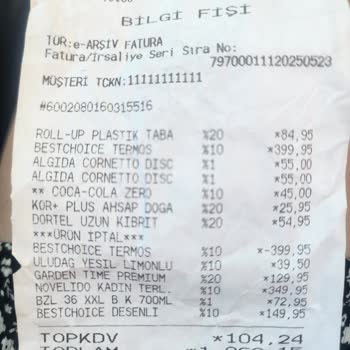 BİLGİ FİŞİ
TÜR:e-ARŞİV FATURA
Fatura/İrsaliye Seri Sıra No:
79700011120250523
MÜŞTERİ TCKN:11111111111
#6002080160315516
ROLL-UP PLASTIK TABA %20 *84,95
BESTCHOICE TERMOS %10 *399,95
ALGIDA CORNETTO DISC %1 *55,00
ALGIDA CORNETTO DISC %1 *55,00
** COCA-COLA ZERO %10 *45,00
KOR+ PLUS AHSAP DOGA %20 *25,95
DORTEL UZUN KIBRIT %20 *54,95
***ÜRÜN İPTAL***
BESTCHOICE TERMOS %10 *-399,95
ULUDAG YESIL LIMONLU %10 *39,50
GARDEN TIME PREMIUM %20 *129,95
NOVELIDO KADIN TERL. %10 *349,95
BZL 36 XXL B K 700ML %1 *72,95
BESTCHOICE DESENLI %10 *149,95
TOPKDV *104,24
TOPLAM